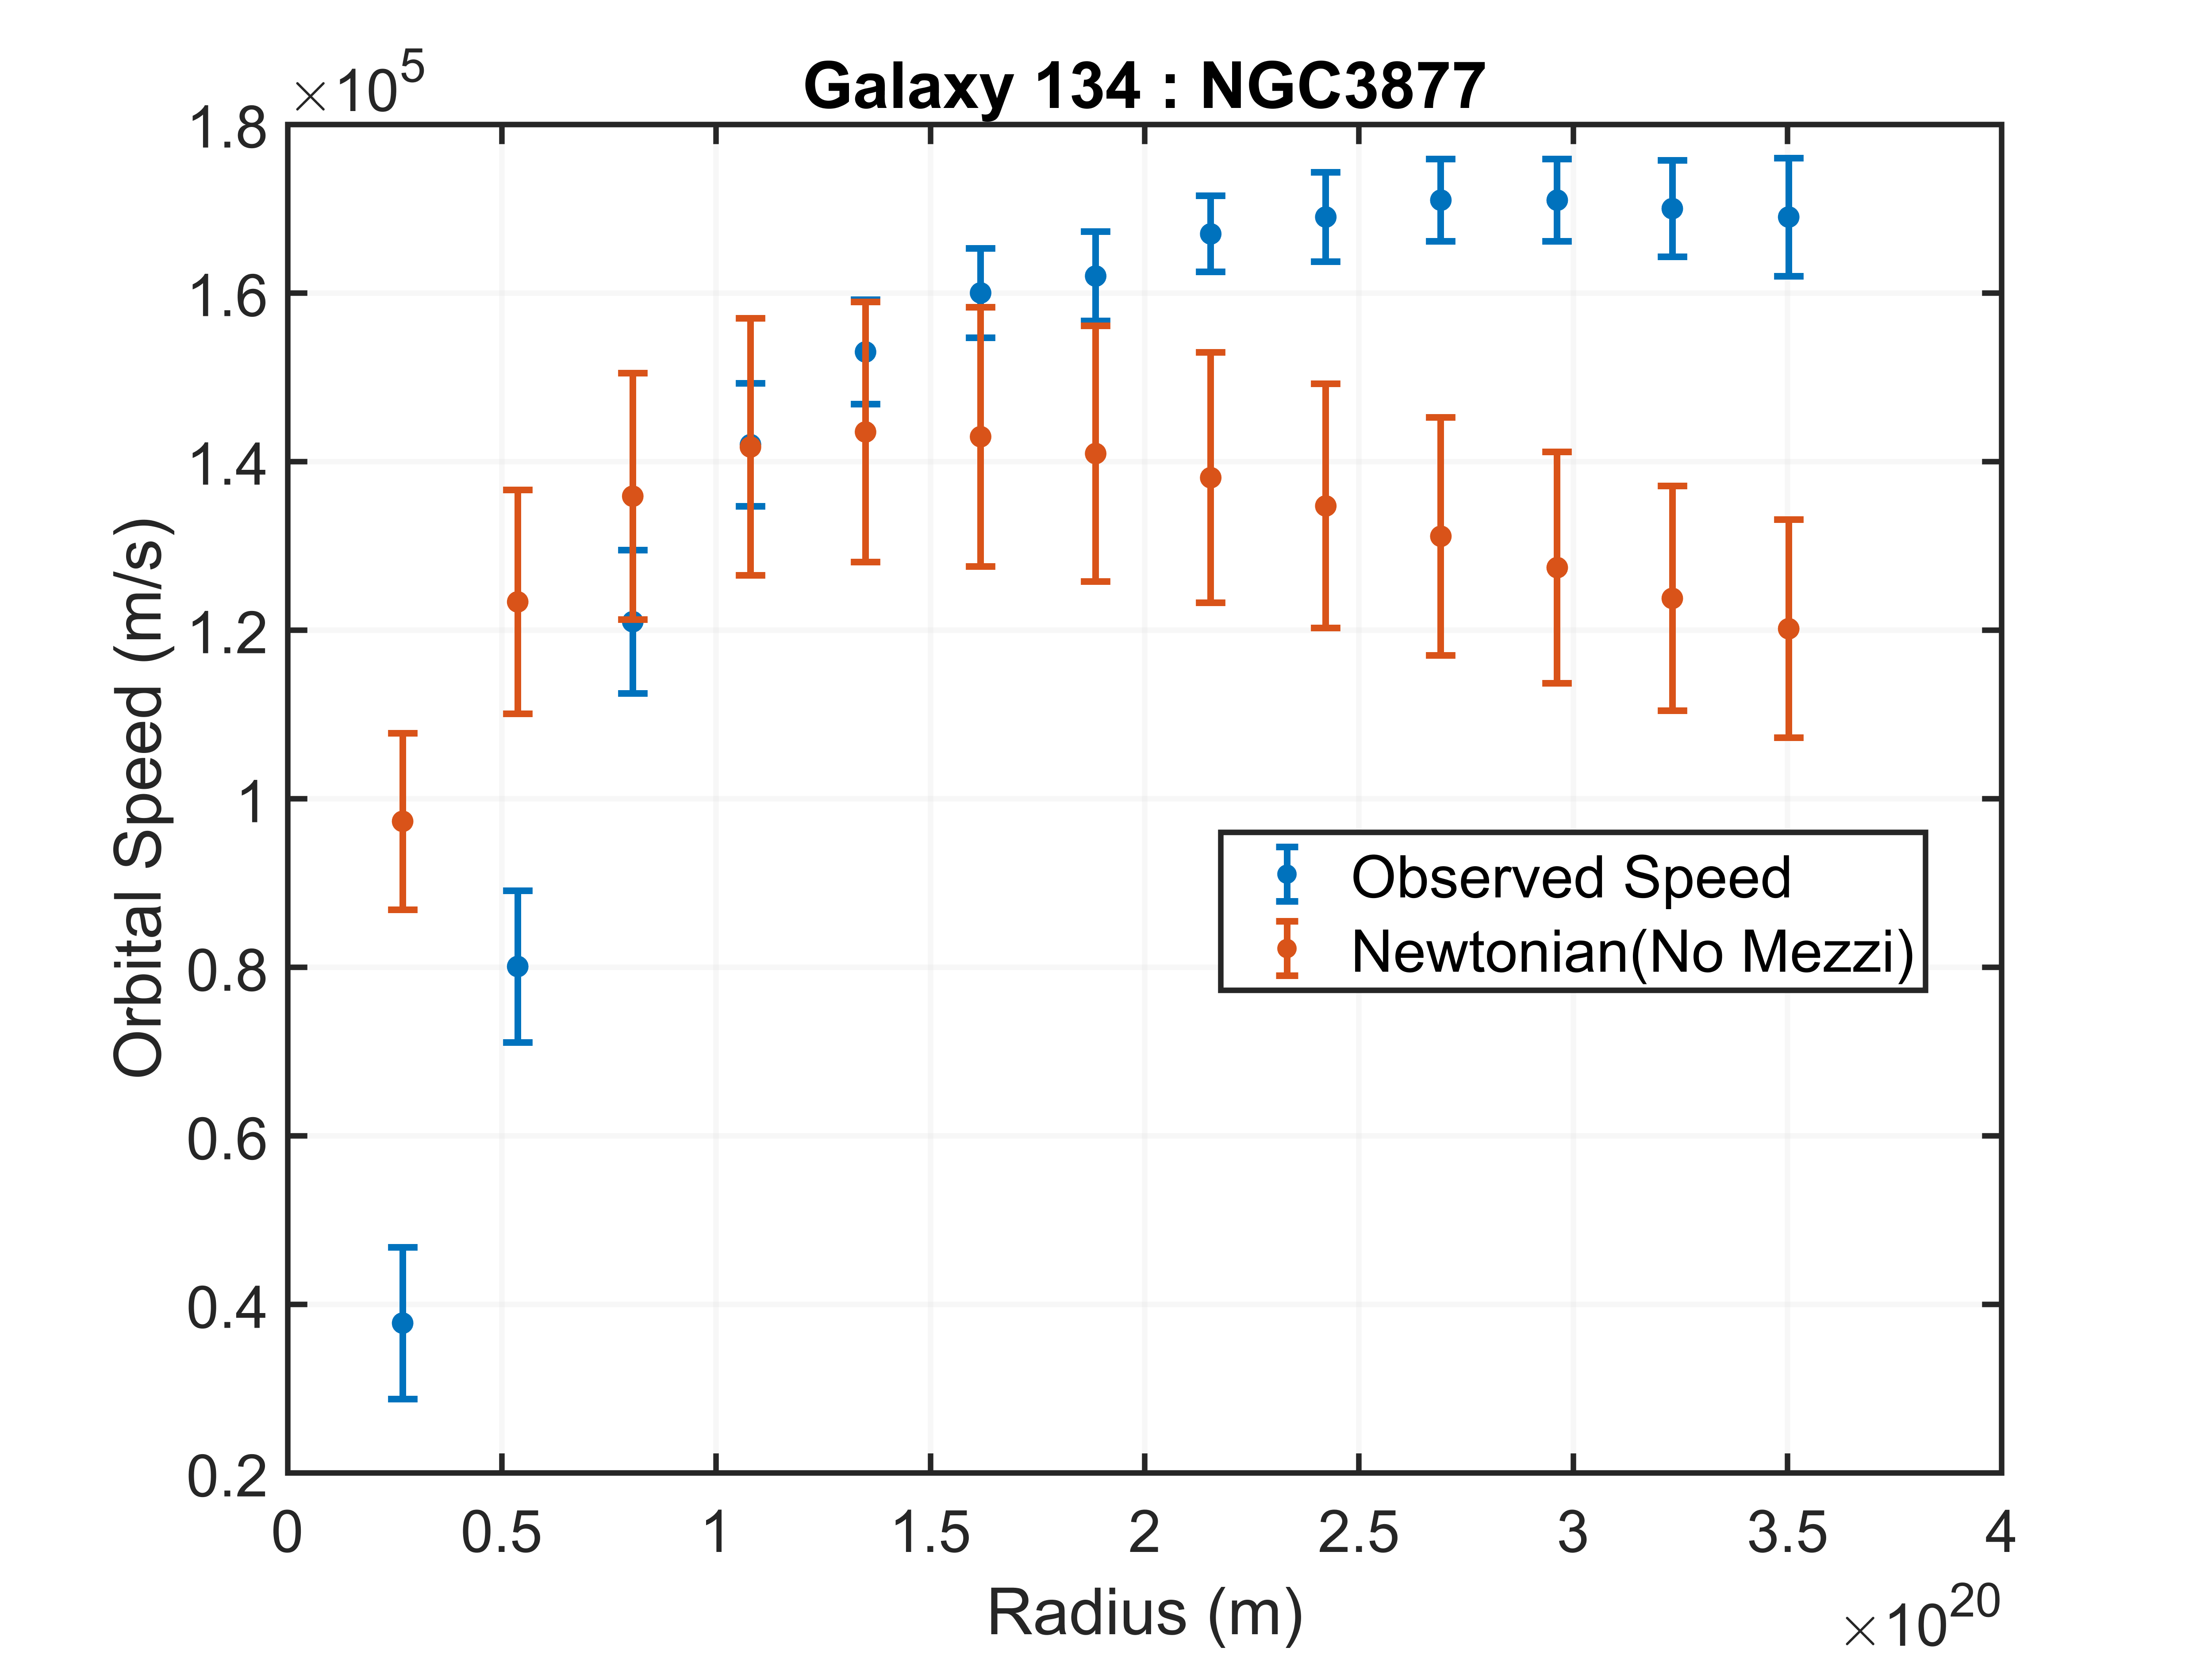 ×10^5
Galaxy 134 : NGC3877
1.8
1.6
1.4
1.2
1
0.8
0.6
0.4
0.2
Orbital Speed (m/s)
Observed Speed
Newtonian(No Mezzi)
0 0.5 1 1.5 2 2.5 3 3.5 4
Radius (m)
×10^20